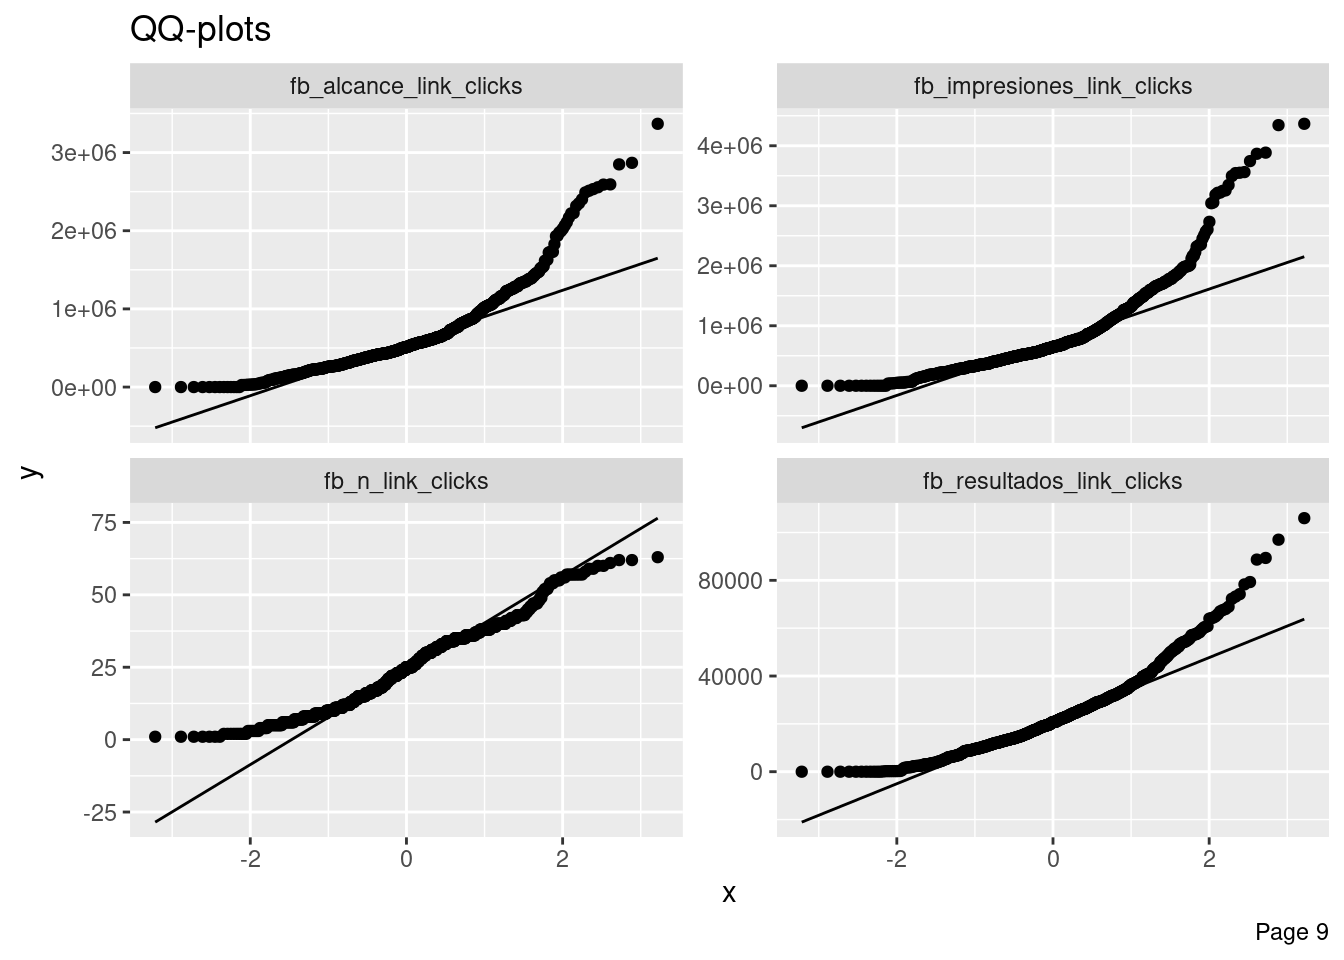 QQ-plots
fb_alcance_link_clicks
fb_impresiones_link_clicks
3e+06
2e+06
1e+06
0e+00
4e+06
3e+06
2e+06
1e+06
0e+00
y
fb_n_link_clicks
fb_resultados_link_clicks
75
50
25
0
-25
80000
40000
0
-2 0 2
-2 0 2
x
Page 9